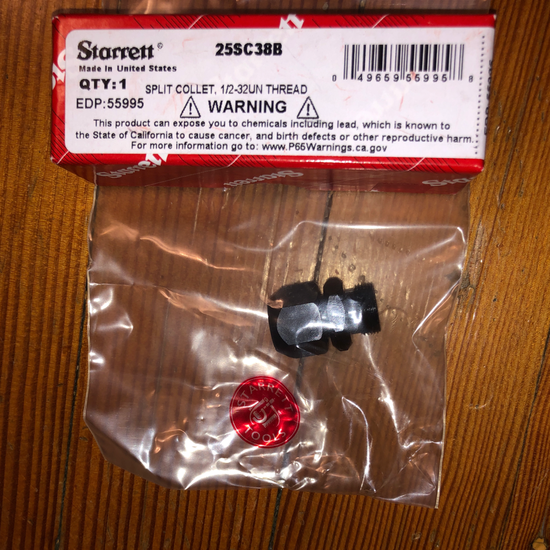 Starrett®
25SC38B
Made in United States
QTY:1
SPLIT COLLET, 1/2-32UN THREAD
0 49659 55995 8
EDP:55995
⚠ WARNING ⚠
This product can expose you to chemicals including lead, which is known to
the State of California to cause cancer, and birth defects or other reproductive harm.
For more information go to: www.P65Warnings.ca.gov
Starrett
STARRETT
TOOLS